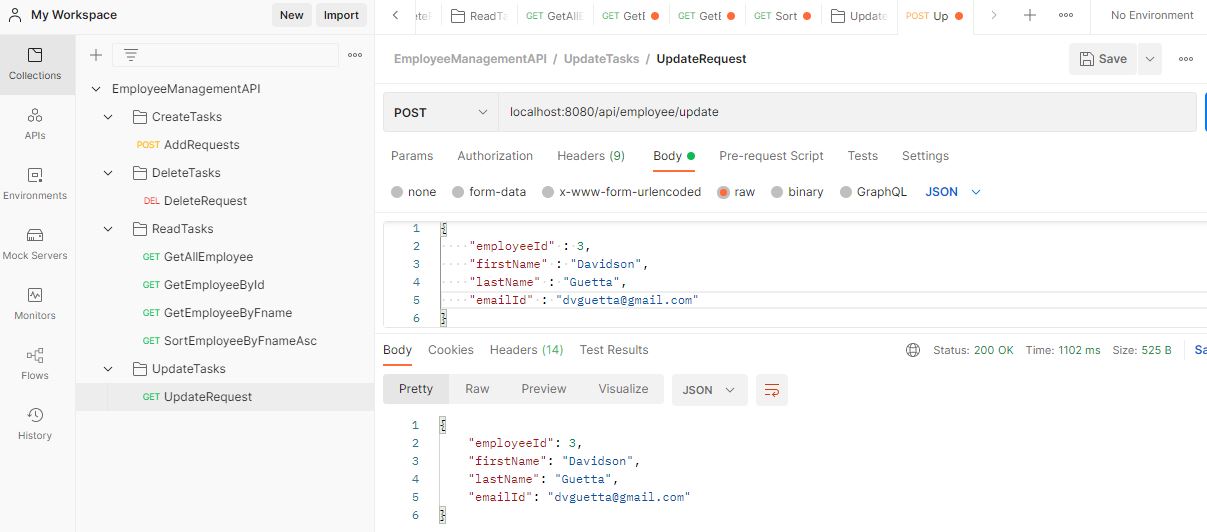 My Workspace
New
Import
ReadTa
GET GetAllE
GET GetE
GET GetE
GET Sort
Update
POST Up
No Environment
Collections
APIs
Environments
Mock Servers
Monitors
Flows
History
EmployeeManagementAPI
CreateTasks
POST AddRequests
DeleteTasks
DEL DeleteRequest
ReadTasks
GET GetAllEmployee
GET GetEmployeeById
GET GetEmployeeByFname
GET SortEmployeeByFnameAsc
UpdateTasks
GET UpdateRequest
EmployeeManagementAPI / UpdateTasks / UpdateRequest
Save
POST
localhost:8080/api/employee/update
Params Authorization Headers (9) Body Pre-request Script Tests Settings
none form-data x-www-form-urlencoded raw binary GraphQL JSON
1 {
2 "employeeId" : 3,
3 "firstName" : "Davidson",
4 "lastName" : "Guetta",
5 "emailId" : "dvguetta@gmail.com"
6 }
Body Cookies Headers (14) Test Results
Status: 200 OK Time: 1102 ms Size: 525 B
Sa
Pretty Raw Preview Visualize JSON
1 {
2 "employeeId": 3,
3 "firstName": "Davidson",
4 "lastName": "Guetta",
5 "emailId": "dvguetta@gmail.com"
6 }